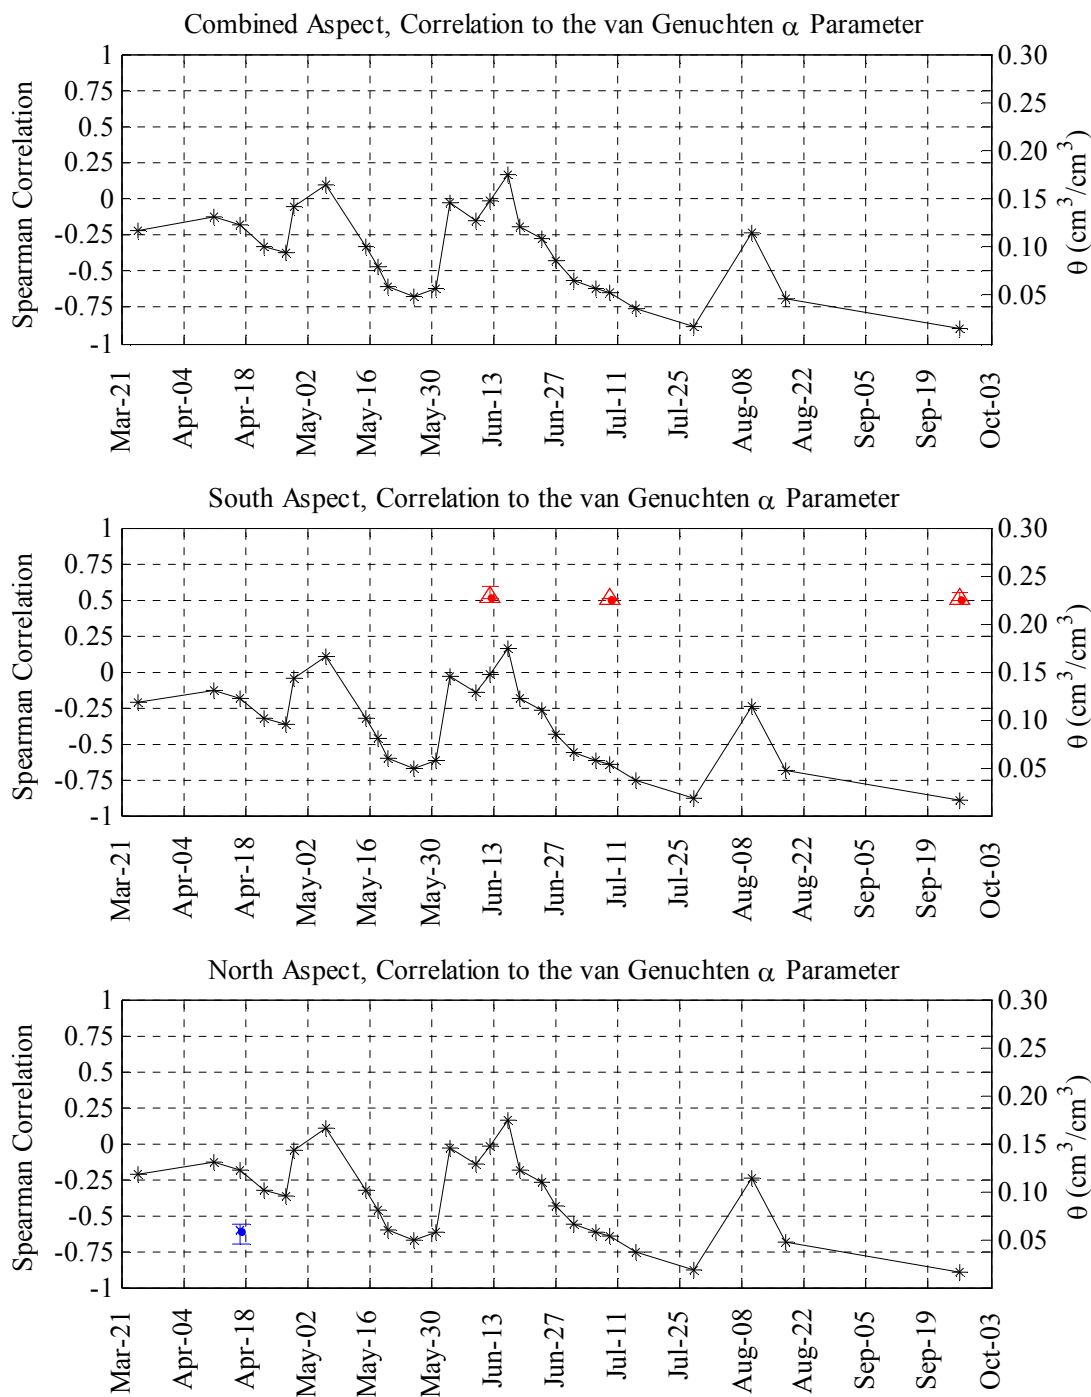 Combined Aspect, Correlation to the van Genuchten α Parameter
Spearman Correlation
1
0.75
0.5
0.25
0
-0.25
-0.5
-0.75
-1
0.30
0.25
0.20
0.15
0.10
0.05
θ (cm³/cm³)
Mar-21
Apr-04
Apr-18
May-02
May-16
May-30
Jun-13
Jun-27
Jul-11
Jul-25
Aug-08
Aug-22
Sep-05
Sep-19
Oct-03
South Aspect, Correlation to the van Genuchten α Parameter
Spearman Correlation
1
0.75
0.5
0.25
0
-0.25
-0.5
-0.75
-1
0.30
0.25
0.20
0.15
0.10
0.05
θ (cm³/cm³)
Mar-21
Apr-04
Apr-18
May-02
May-16
May-30
Jun-13
Jun-27
Jul-11
Jul-25
Aug-08
Aug-22
Sep-05
Sep-19
Oct-03
North Aspect, Correlation to the van Genuchten α Parameter
Spearman Correlation
1
0.75
0.5
0.25
0
-0.25
-0.5
-0.75
-1
0.30
0.25
0.20
0.15
0.10
0.05
θ (cm³/cm³)
Mar-21
Apr-04
Apr-18
May-02
May-16
May-30
Jun-13
Jun-27
Jul-11
Jul-25
Aug-08
Aug-22
Sep-05
Sep-19
Oct-03